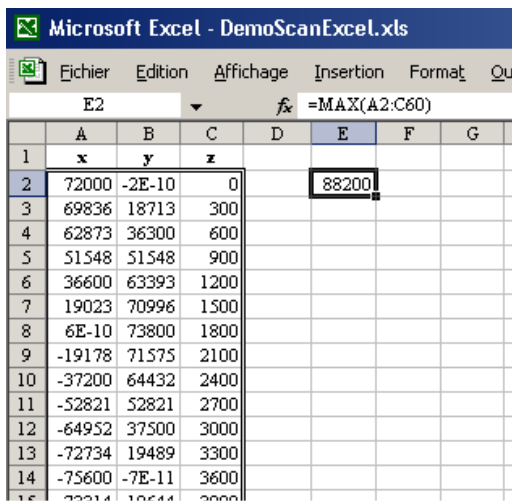 Microsoft Excel - DemoScanExcel.xls
Fichier Edition Affichage Insertion Format
E2 fx =MAX(A2:C60)
A B C D E F G
1 x y z
2 72000 -2E-10 0 88200
3 69836 18713 300
4 62873 36300 600
5 51548 51548 900
6 36600 63393 1200
7 19023 70996 1500
8 6E-10 73800 1800
9 -19178 71575 2100
10 -37200 64432 2400
11 -52821 52821 2700
12 -64952 37500 3000
13 -72734 19489 3300
14 -75600 -7E-11 3600